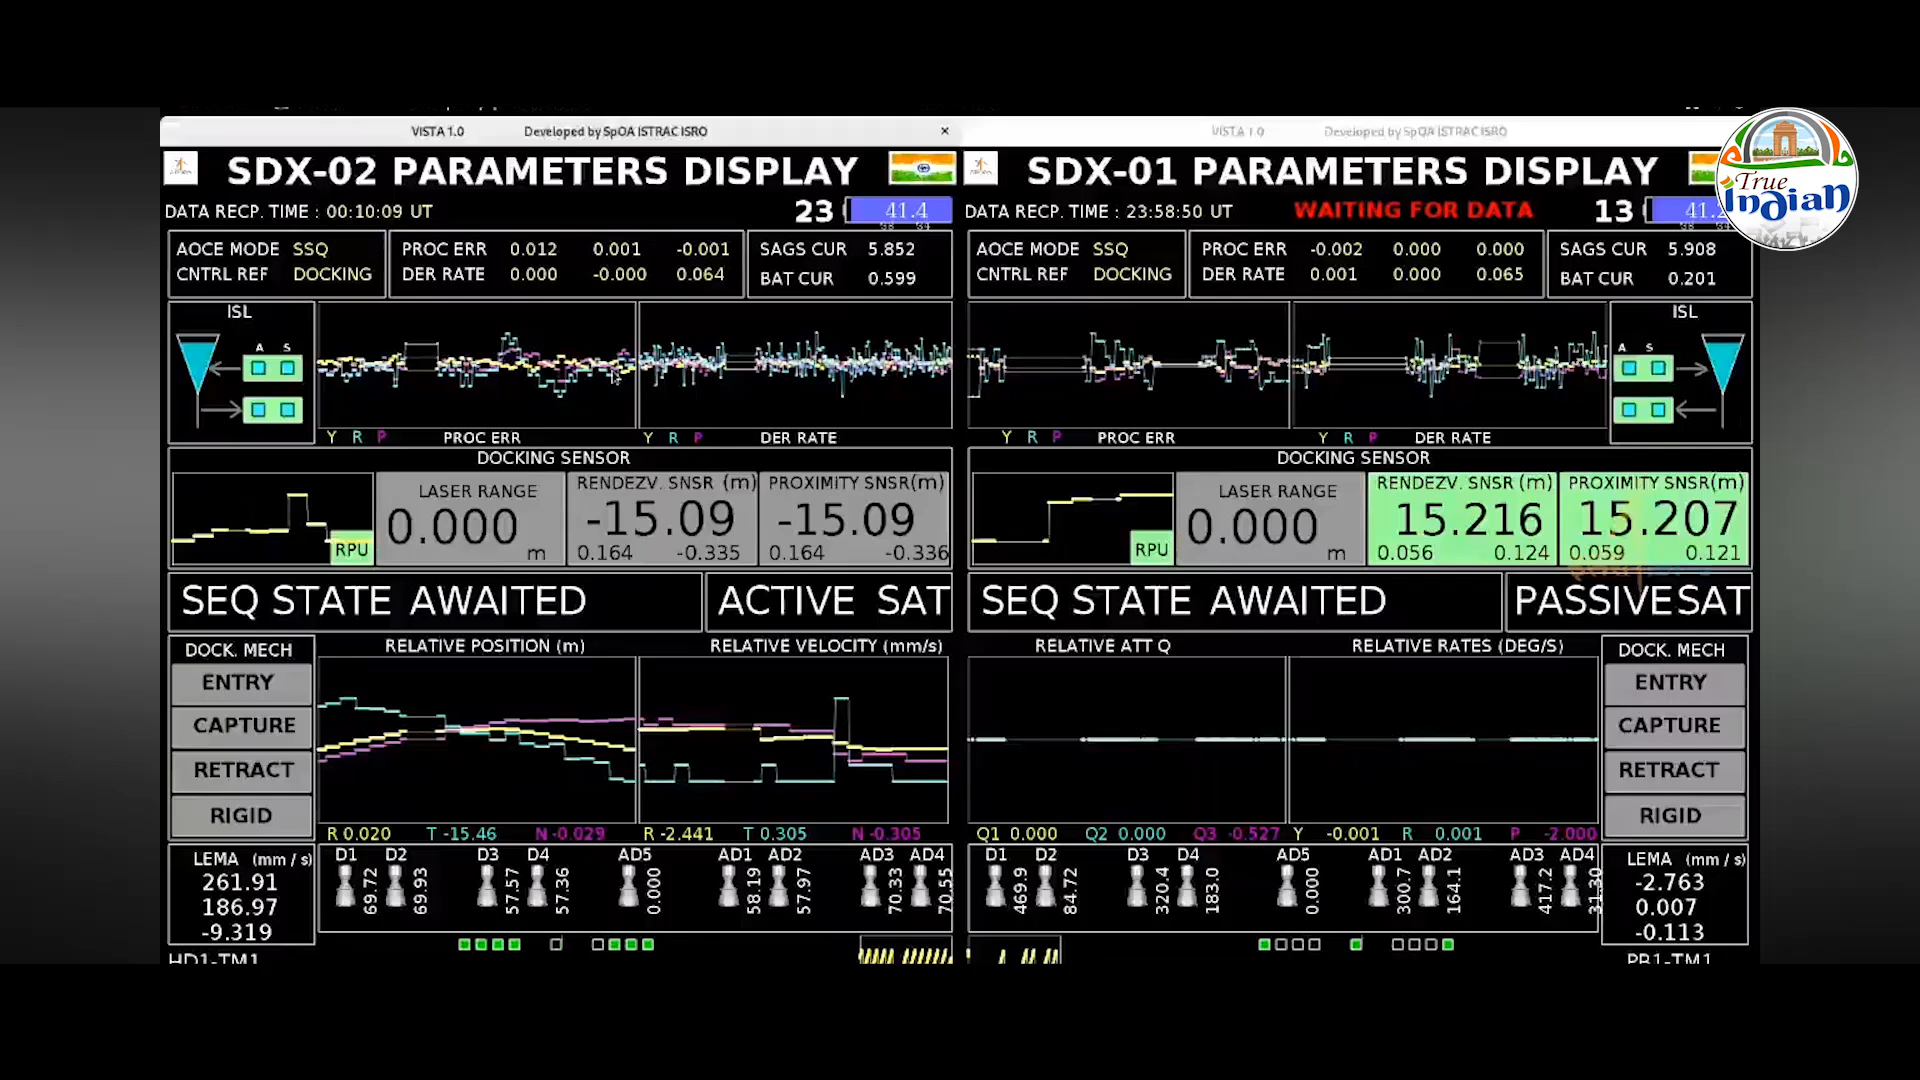 VISTA 1.0 Developed by SpOA ISTRAC ISRO ×
SDX-02 PARAMETERS DISPLAY
DATA RECP. TIME : 00:10:09 UT 23 41.4
AOCE MODE SSQ
CNTRL REF DOCKING
PROC ERR 0.012 0.001 -0.001
DER RATE 0.000 -0.000 0.064
SAGS CUR 5.852
BAT CUR 0.599
ISL
A S
Y R P PROC ERR
Y R P DER RATE
DOCKING SENSOR
RPU
LASER RANGE
0.000
m
RENDEZV. SNSR (m)
-15.09
0.164 -0.335
PROXIMITY SNSR(m)
-15.09
0.164 -0.336
SEQ STATE AWAITED
ACTIVE SAT
DOCK. MECH
ENTRY
CAPTURE
RETRACT
RIGID
RELATIVE POSITION (m)
R 0.020 T -15.46 N -0.029
RELATIVE VELOCITY (mm/s)
R -2.441 T 0.305 N -0.305
LEMA (mm / s)
261.91
186.97
-9.319
D1 D2 D3 D4 AD5 AD1 AD2 AD3 AD4
69.72 69.93 57.57 57.36 0.000 58.19 57.97 70.33 70.55
HD1-TM1
VISTA 1.0 Developed by SpOA ISTRAC ISRO
SDX-01 PARAMETERS DISPLAY
DATA RECP. TIME : 23:58:50 UT WAITING FOR DATA 13
AOCE MODE SSQ
CNTRL REF DOCKING
PROC ERR -0.002 0.000 0.000
DER RATE 0.001 0.000 0.065
SAGS CUR 5.908
BAT CUR 0.201
Y R P PROC ERR
Y R P DER RATE
ISL
A S
DOCKING SENSOR
RPU
LASER RANGE
0.000
m
RENDEZV. SNSR (m)
15.216
0.056 0.124
PROXIMITY SNSR(m)
15.207
0.059 0.121
SEQ STATE AWAITED
PASSIVE SAT
RELATIVE ATT Q
Q1 0.000 Q2 0.000 Q3 -0.527
RELATIVE RATES (DEG/S)
Y -0.001 R 0.001 P -2.000
DOCK. MECH
ENTRY
CAPTURE
RETRACT
RIGID
D1 D2 D3 D4 AD5 AD1 AD2 AD3 AD4
469.9 84.72 320.4 183.0 0.000 300.7 164.1 417.2
LEMA (mm / s)
-2.763
0.007
-0.113
PB1-TM1
True
Indian